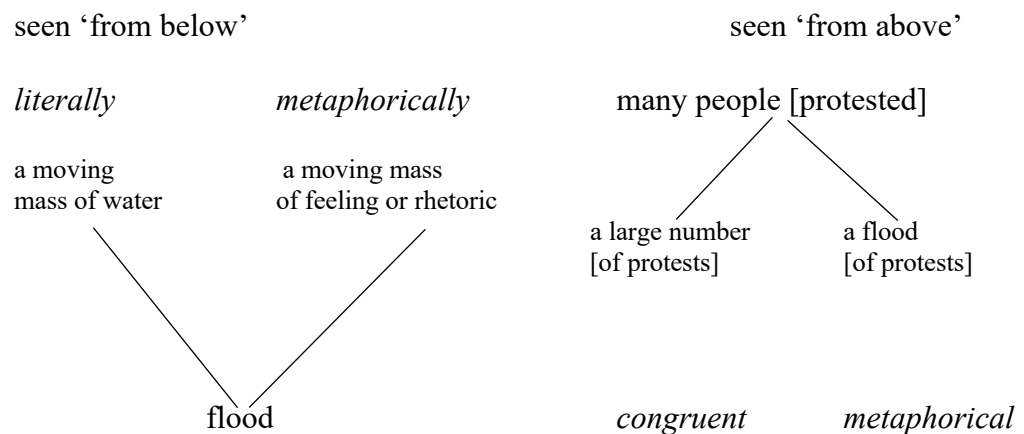 seen ‘from below’
seen ‘from above’
literally
metaphorically
many people [protested]
a moving
mass of water
a moving mass
of feeling or rhetoric
a large number
[of protests]
a flood
[of protests]
flood
congruent
metaphorical